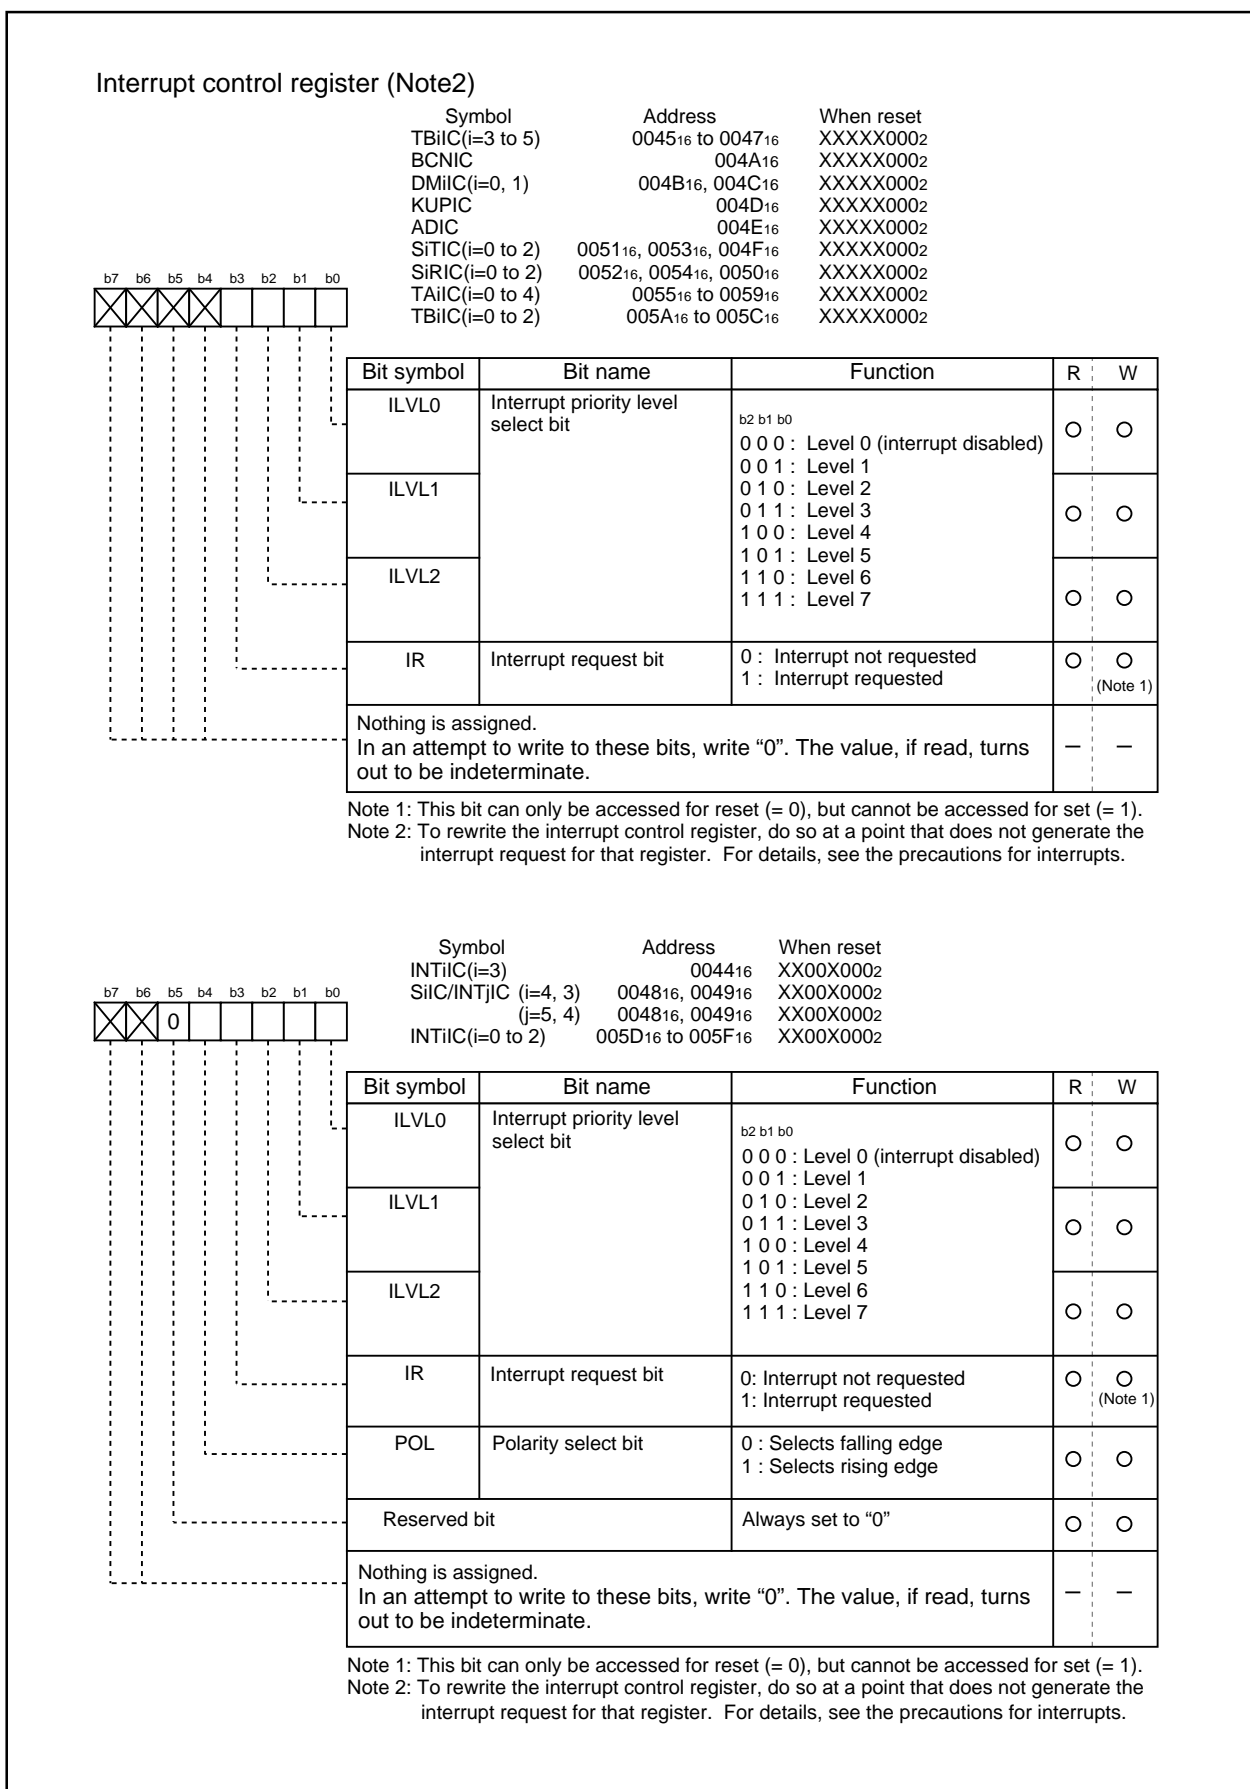 Interrupt control register (Note2)
Symbol Address When reset
TBiIC(i=3 to 5) 004516 to 004716 XXXXX0002
BCNIC 004A16 XXXXX0002
DMiIC(i=0, 1) 004B16, 004C16 XXXXX0002
KUPIC 004D16 XXXXX0002
ADIC 004E16 XXXXX0002
SiTIC(i=0 to 2) 005116, 005316, 004F16 XXXXX0002
SiRIC(i=0 to 2) 005216, 005416, 005016 XXXXX0002
TAiIC(i=0 to 4) 005516 to 005916 XXXXX0002
TBiIC(i=0 to 2) 005A16 to 005C16 XXXXX0002
b7 b6 b5 b4 b3 b2 b1 b0
Bit symbol Bit name Function R W
ILVL0 Interrupt priority level
select bit
b2 b1 b0
0 0 0 : Level 0 (interrupt disabled)
0 0 1 : Level 1
ILVL1 0 1 0 : Level 2
0 1 1 : Level 3
1 0 0 : Level 4
1 0 1 : Level 5
ILVL2 1 1 0 : Level 6
1 1 1 : Level 7
IR Interrupt request bit 0 : Interrupt not requested
1 : Interrupt requested (Note 1)
Nothing is assigned.
In an attempt to write to these bits, write “0”. The value, if read, turns
out to be indeterminate. – –
Note 1: This bit can only be accessed for reset (= 0), but cannot be accessed for set (= 1).
Note 2: To rewrite the interrupt control register, do so at a point that does not generate the
interrupt request for that register. For details, see the precautions for interrupts.
Symbol Address When reset
INTiIC(i=3) 004416 XX00X0002
SiIC/INTjIC (i=4, 3) 004816, 004916 XX00X0002
(j=5, 4) 004816, 004916 XX00X0002
INTiIC(i=0 to 2) 005D16 to 005F16 XX00X0002
b7 b6 b5 b4 b3 b2 b1 b0
0
Bit symbol Bit name Function R W
ILVL0 Interrupt priority level
select bit
b2 b1 b0
0 0 0 : Level 0 (interrupt disabled)
0 0 1 : Level 1
ILVL1 0 1 0 : Level 2
0 1 1 : Level 3
1 0 0 : Level 4
1 0 1 : Level 5
ILVL2 1 1 0 : Level 6
1 1 1 : Level 7
IR Interrupt request bit 0: Interrupt not requested
1: Interrupt requested (Note 1)
POL Polarity select bit 0 : Selects falling edge
1 : Selects rising edge
Reserved bit Always set to “0”
Nothing is assigned.
In an attempt to write to these bits, write “0”. The value, if read, turns
out to be indeterminate. – –
Note 1: This bit can only be accessed for reset (= 0), but cannot be accessed for set (= 1).
Note 2: To rewrite the interrupt control register, do so at a point that does not generate the
interrupt request for that register. For details, see the precautions for interrupts.